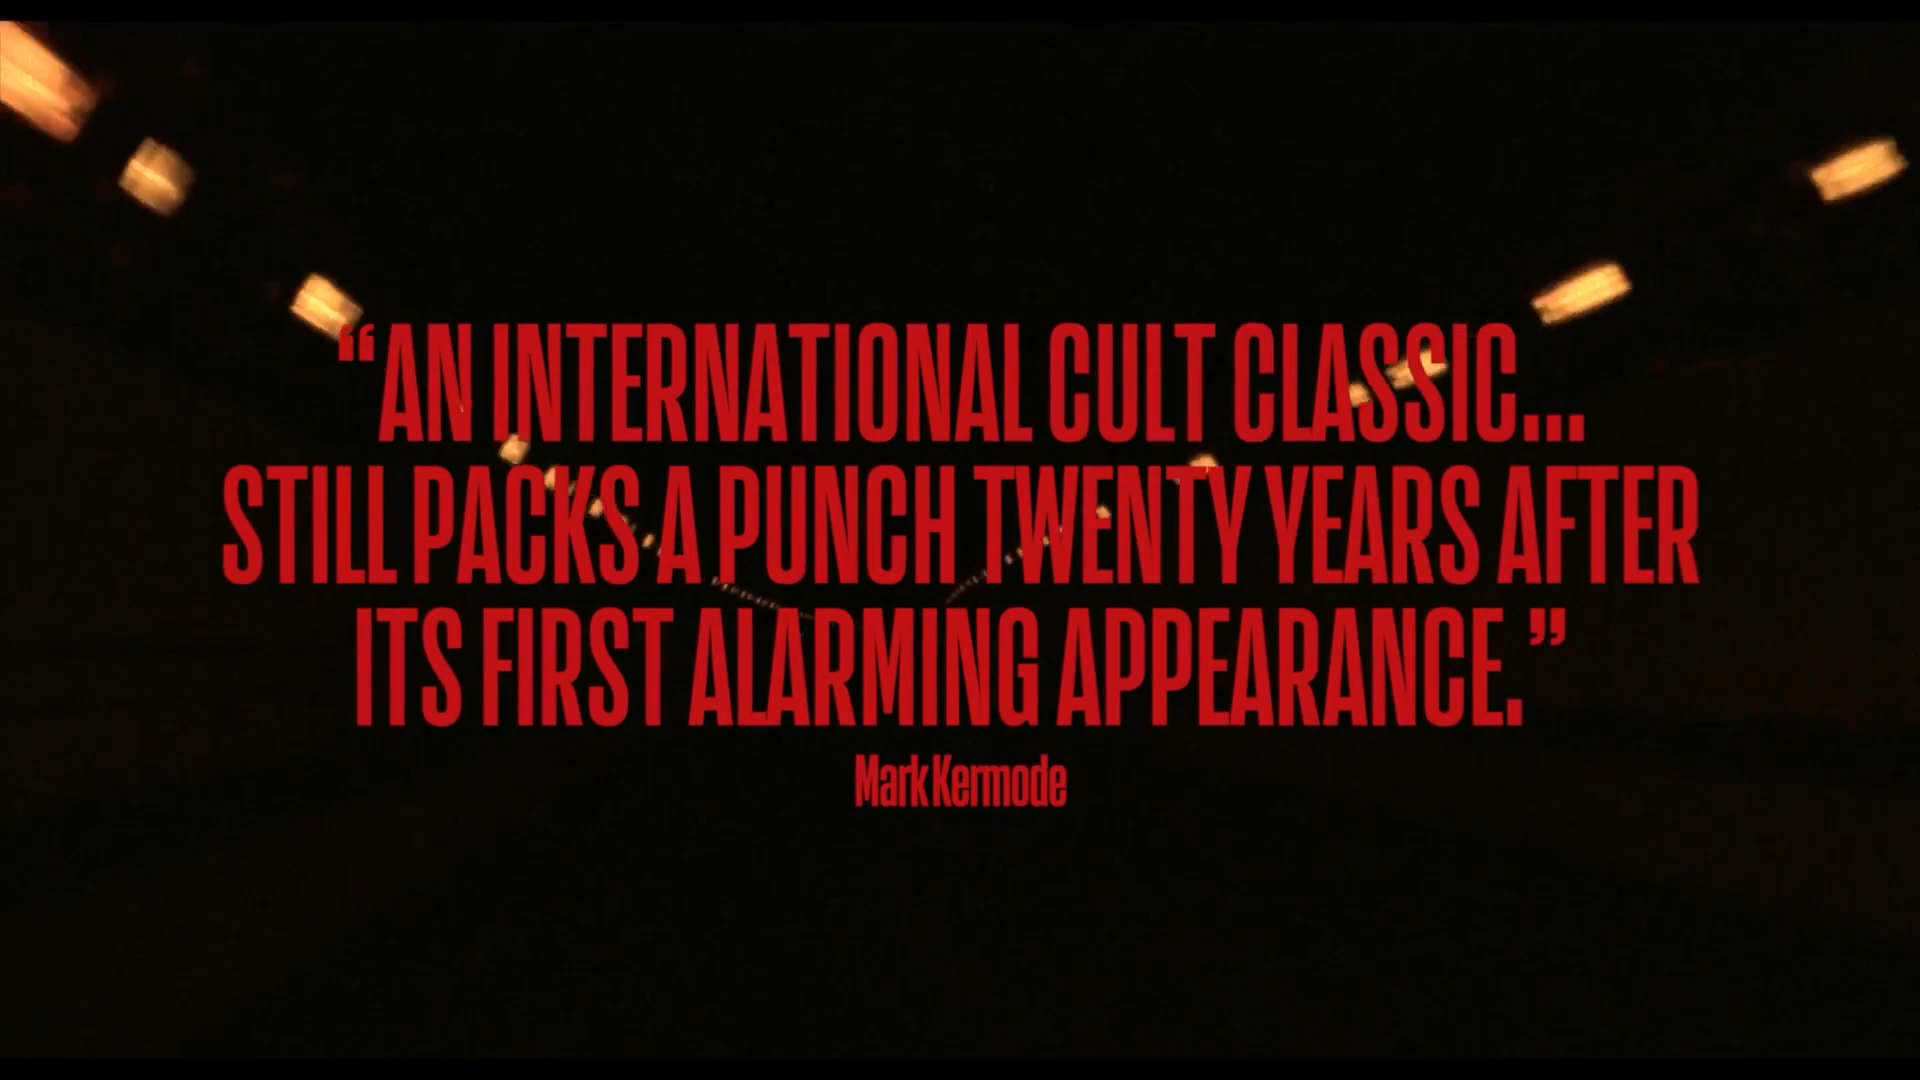 “AN INTERNATIONAL CULT CLASSIC...
STILL PACKS A PUNCH TWENTY YEARS AFTER
ITS FIRST ALARMING APPEARANCE.”
Mark Kermode